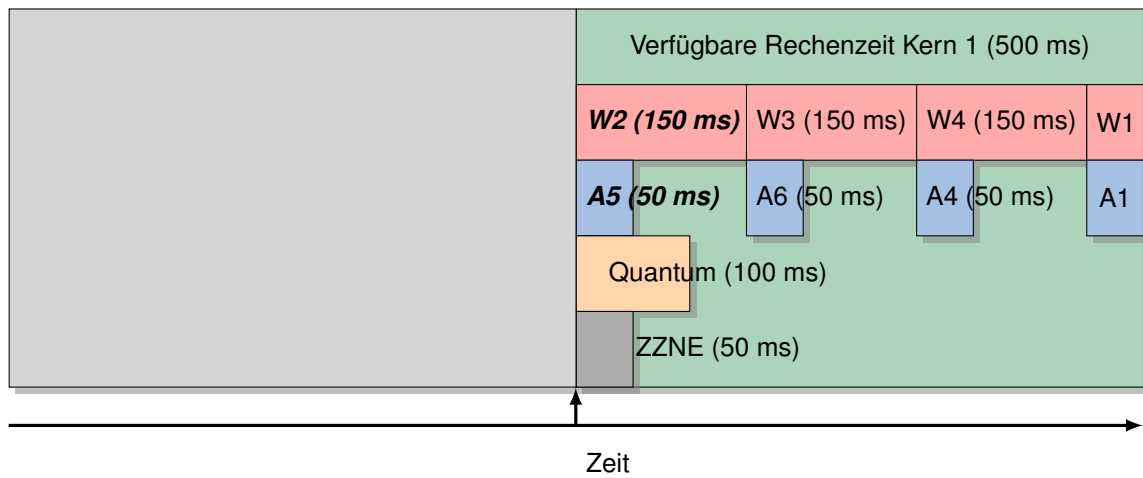 Verfügbare Rechenzeit Kern 1 (500 ms)
W2 (150 ms) W3 (150 ms) W4 (150 ms) W1
A5 (50 ms) A6 (50 ms) A4 (50 ms) A1
Quantum (100 ms)
ZZNE (50 ms)
Zeit